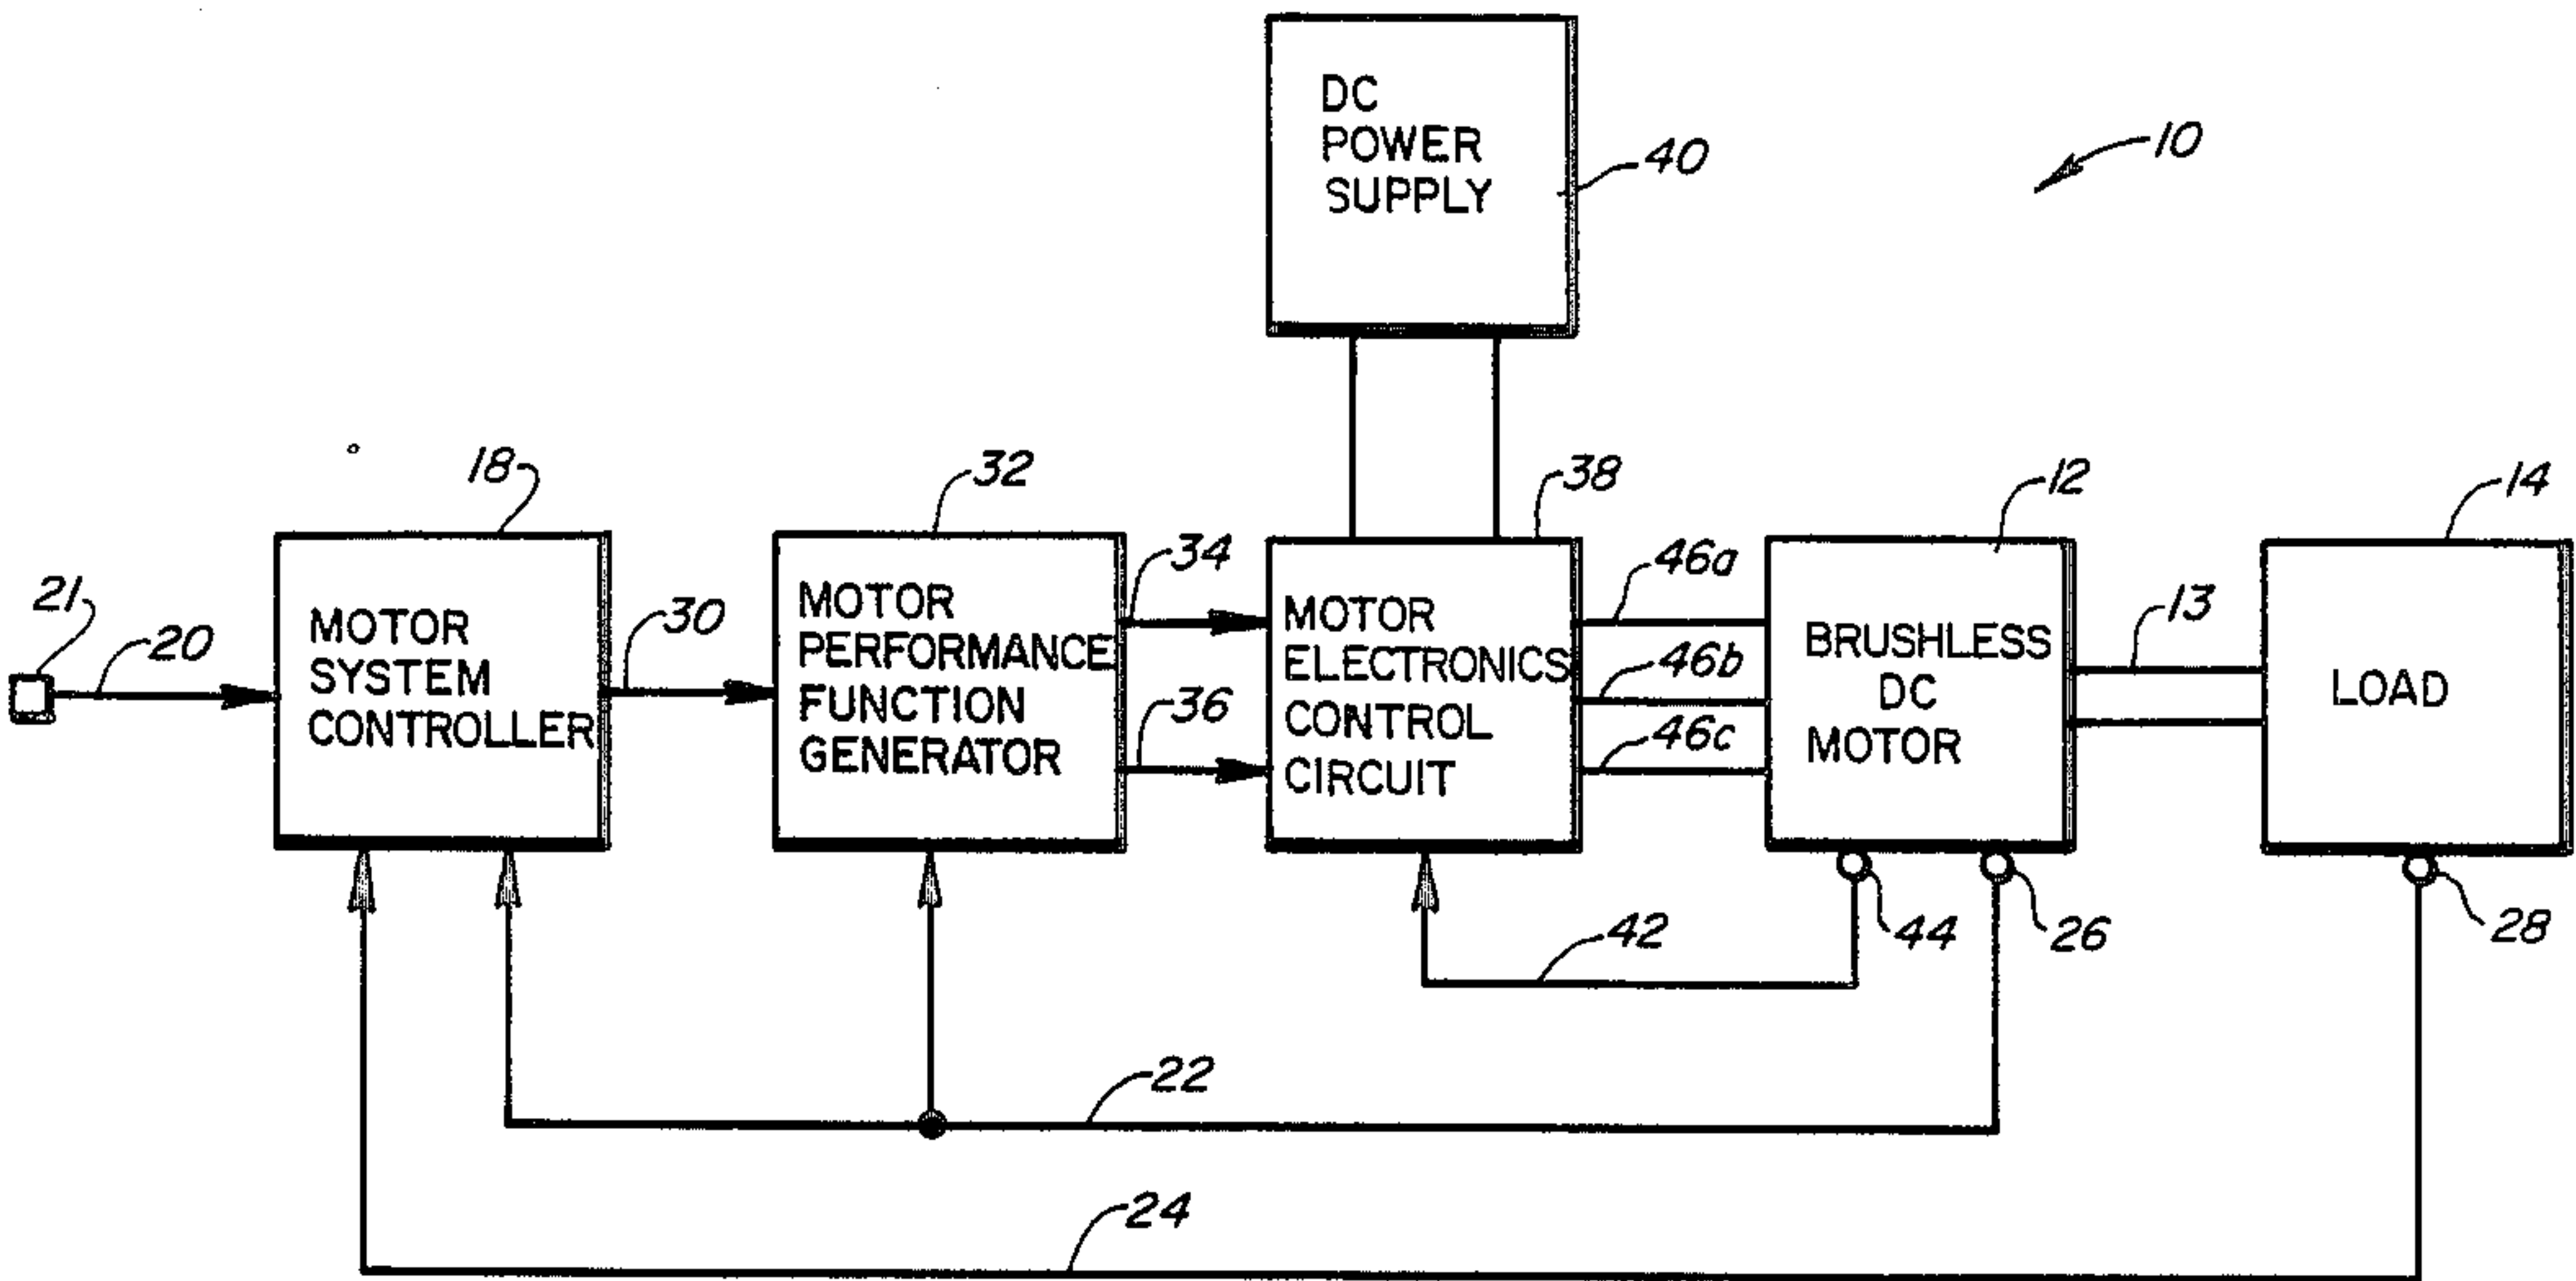 DC
POWER
SUPPLY
40
10
18
32
38
12
14
21
20
MOTOR
SYSTEM
CONTROLLER
30
MOTOR
PERFORMANCE
FUNCTION
GENERATOR
34
36
MOTOR
ELECTRONICS
CONTROL
CIRCUIT
46a
46b
46c
BRUSHLESS
DC
MOTOR
13
LOAD
42
44
26
28
22
24